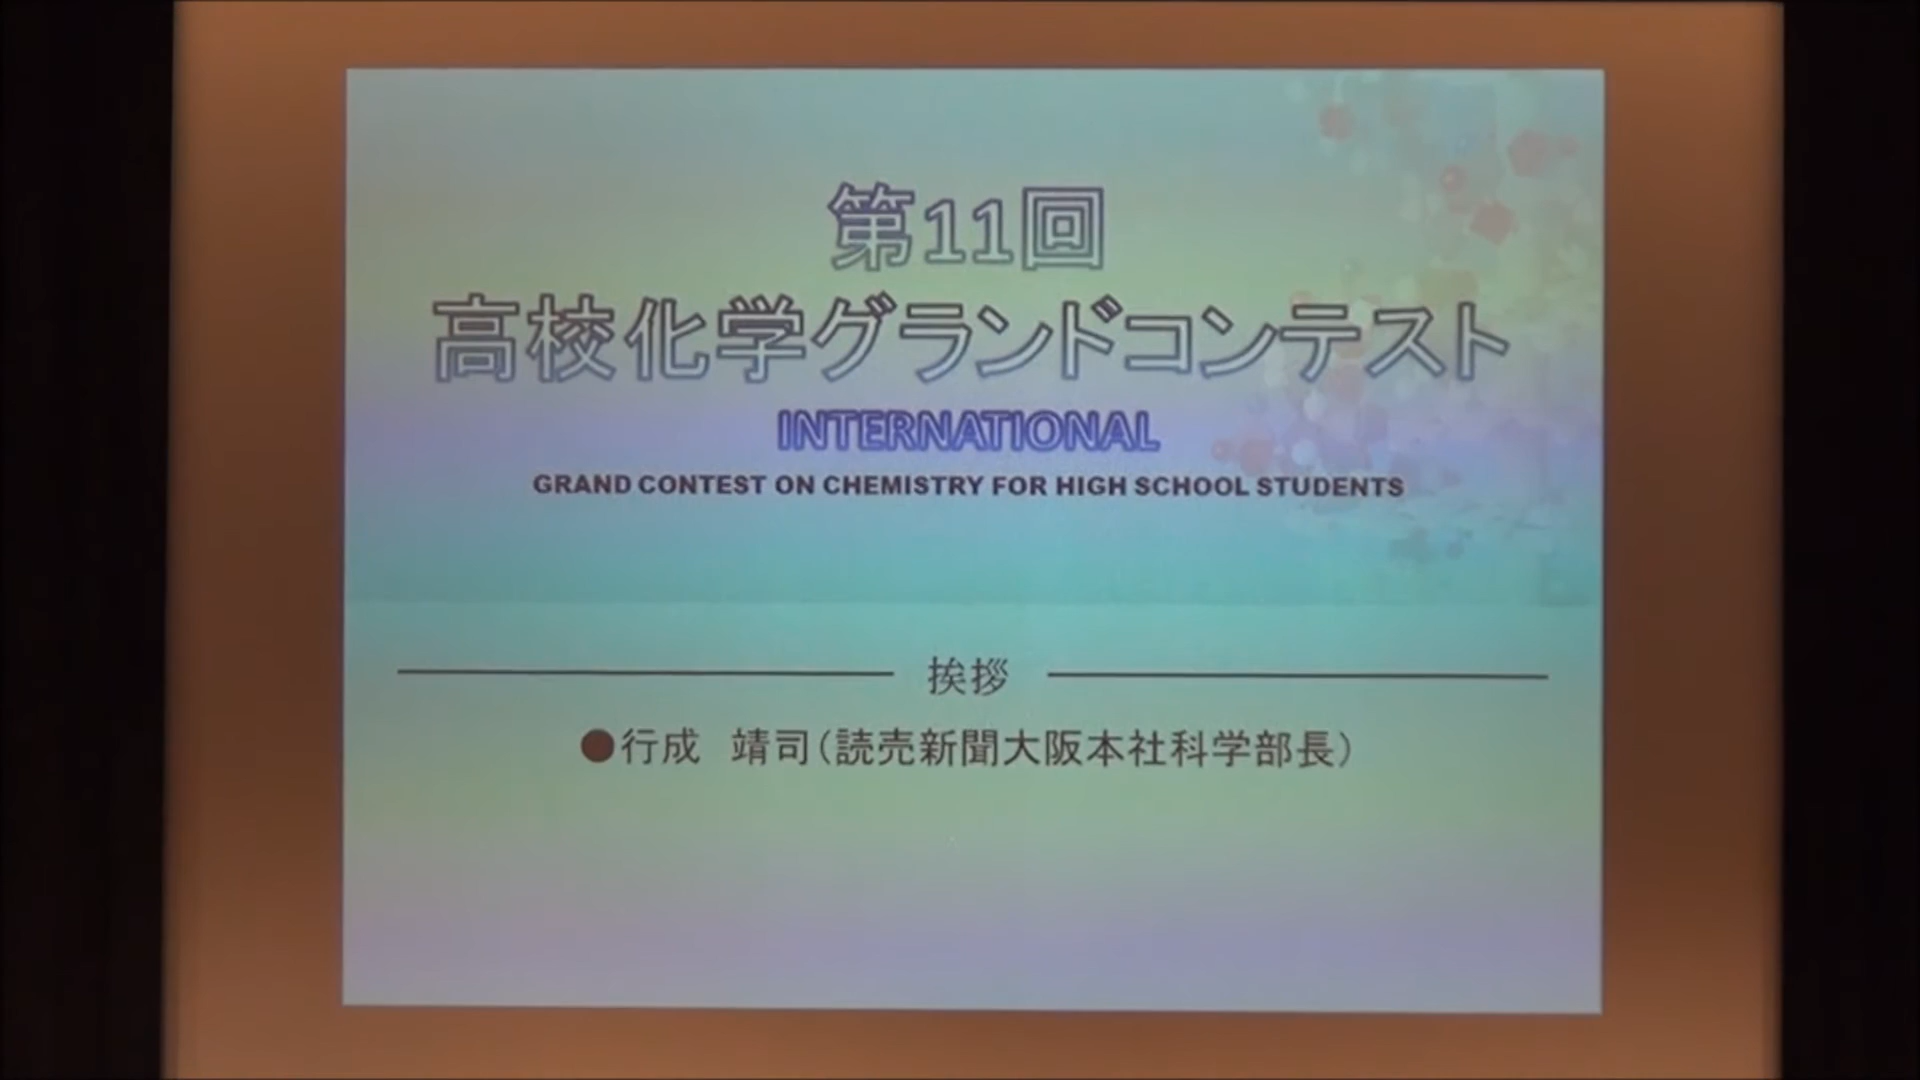 第11回
高校化学グランドコンテスト
INTERNATIONAL
GRAND CONTEST ON CHEMISTRY FOR HIGH SCHOOL STUDENTS
挨拶
●行成　靖司（読売新聞大阪本社科学部長）